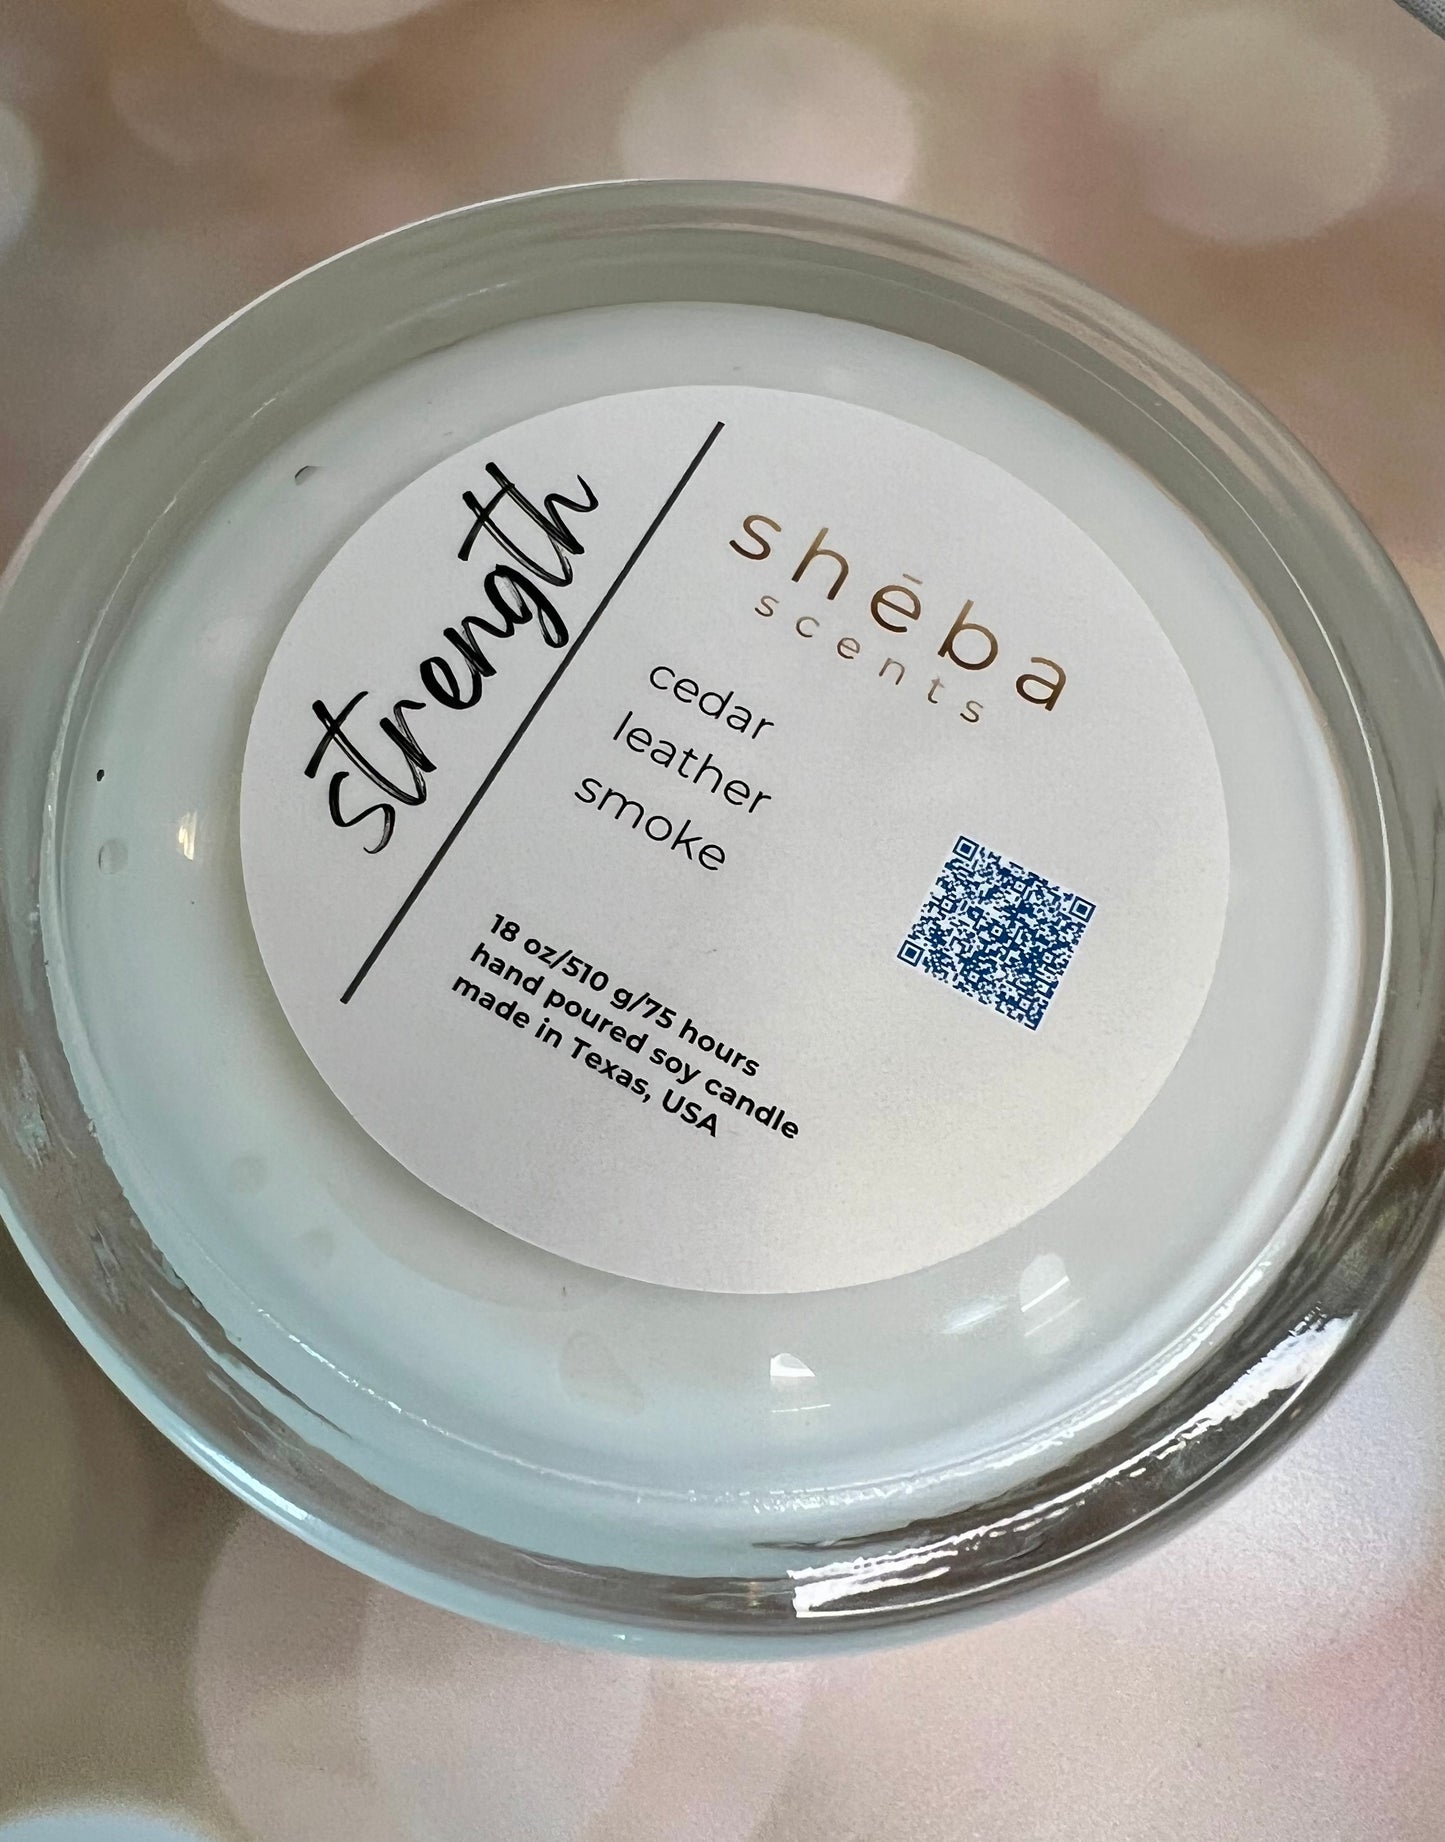 strength
shēba
scents
cedar
leather
smoke
18 oz/510 g/75 hours
hand poured soy candle
made in Texas, USA